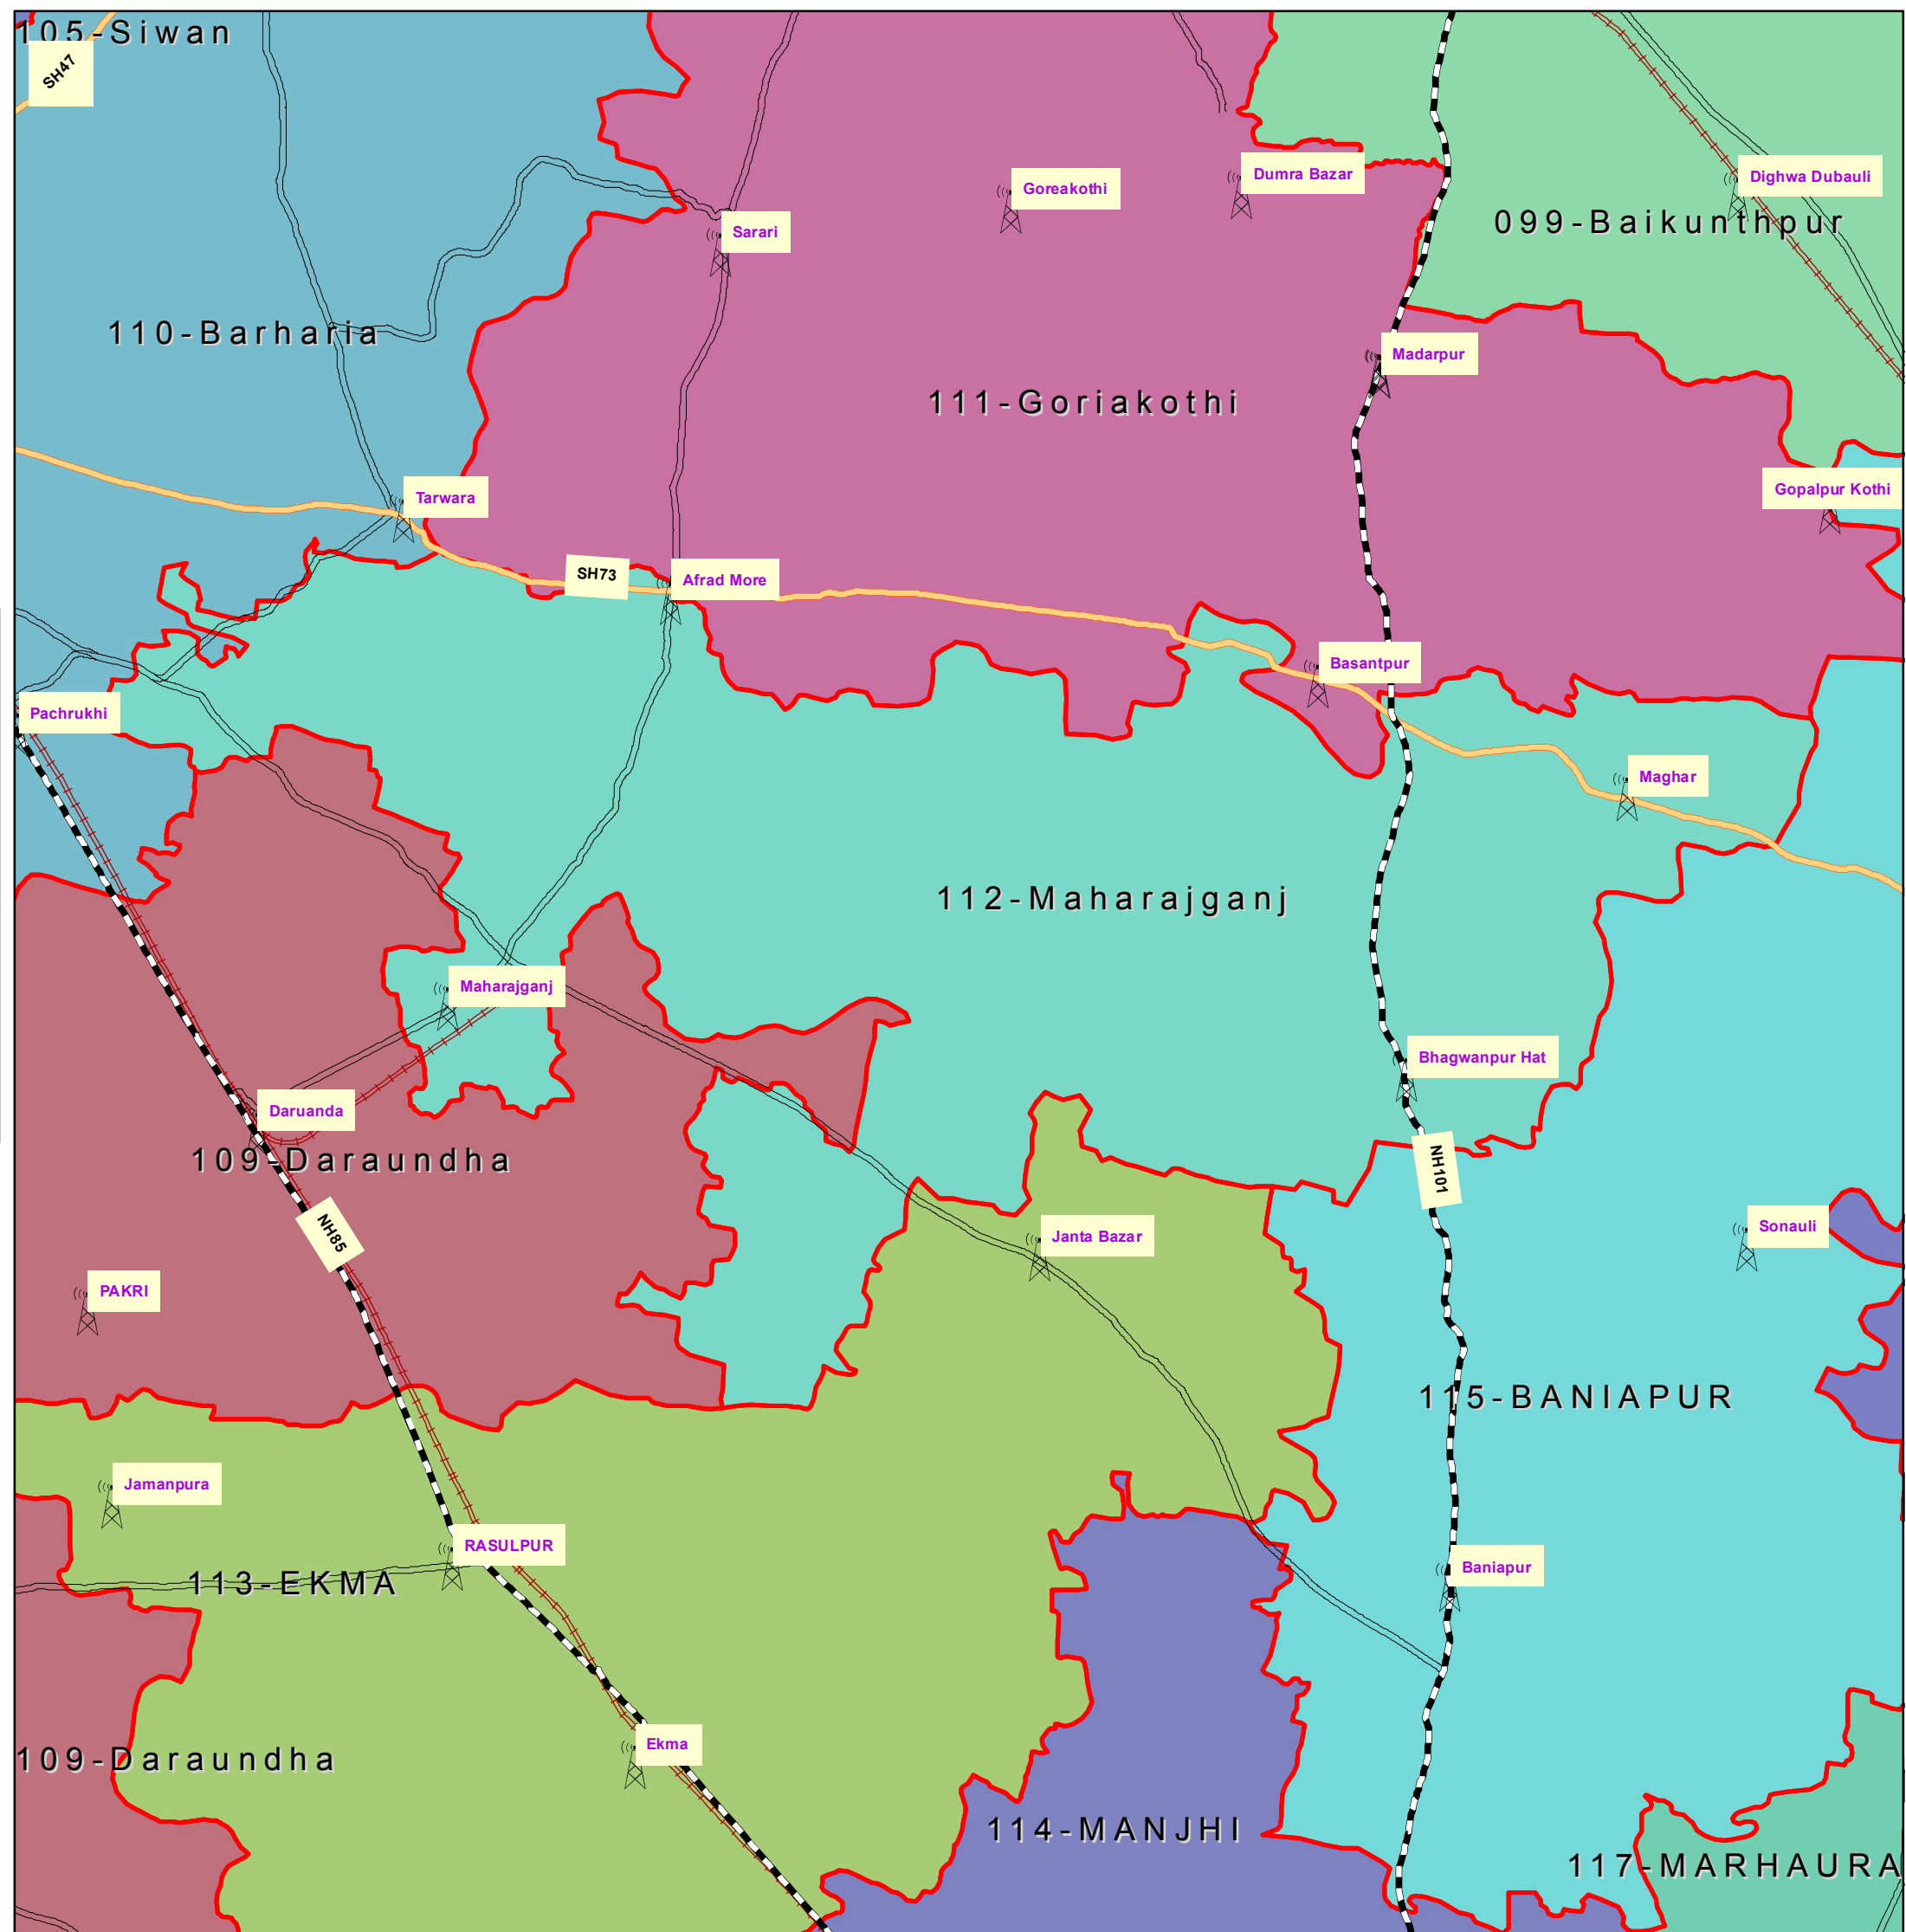 105-Siwan
SH47
Dumra Bazar
Dighwa Dubauli
Goreakothi
099-Baikunthpur
Sarari
110-Barharia
Madarpur
111-Goriakothi
Gopalpur Kothi
Tarwara
SH73
Afrad More
Basantpur
Pachrukhi
Maghar
112-Maharajganj
Maharajganj
Bhagwanpur Hat
Daruanda
109-Daraundha
NH101
NH85
Janta Bazar
Sonauli
PAKRI
115-BANIAPUR
Jamanpura
RASULPUR
Baniapur
113-EKMA
Ekma
109-Daraundha
114-MANJHI
117-MARHAURA